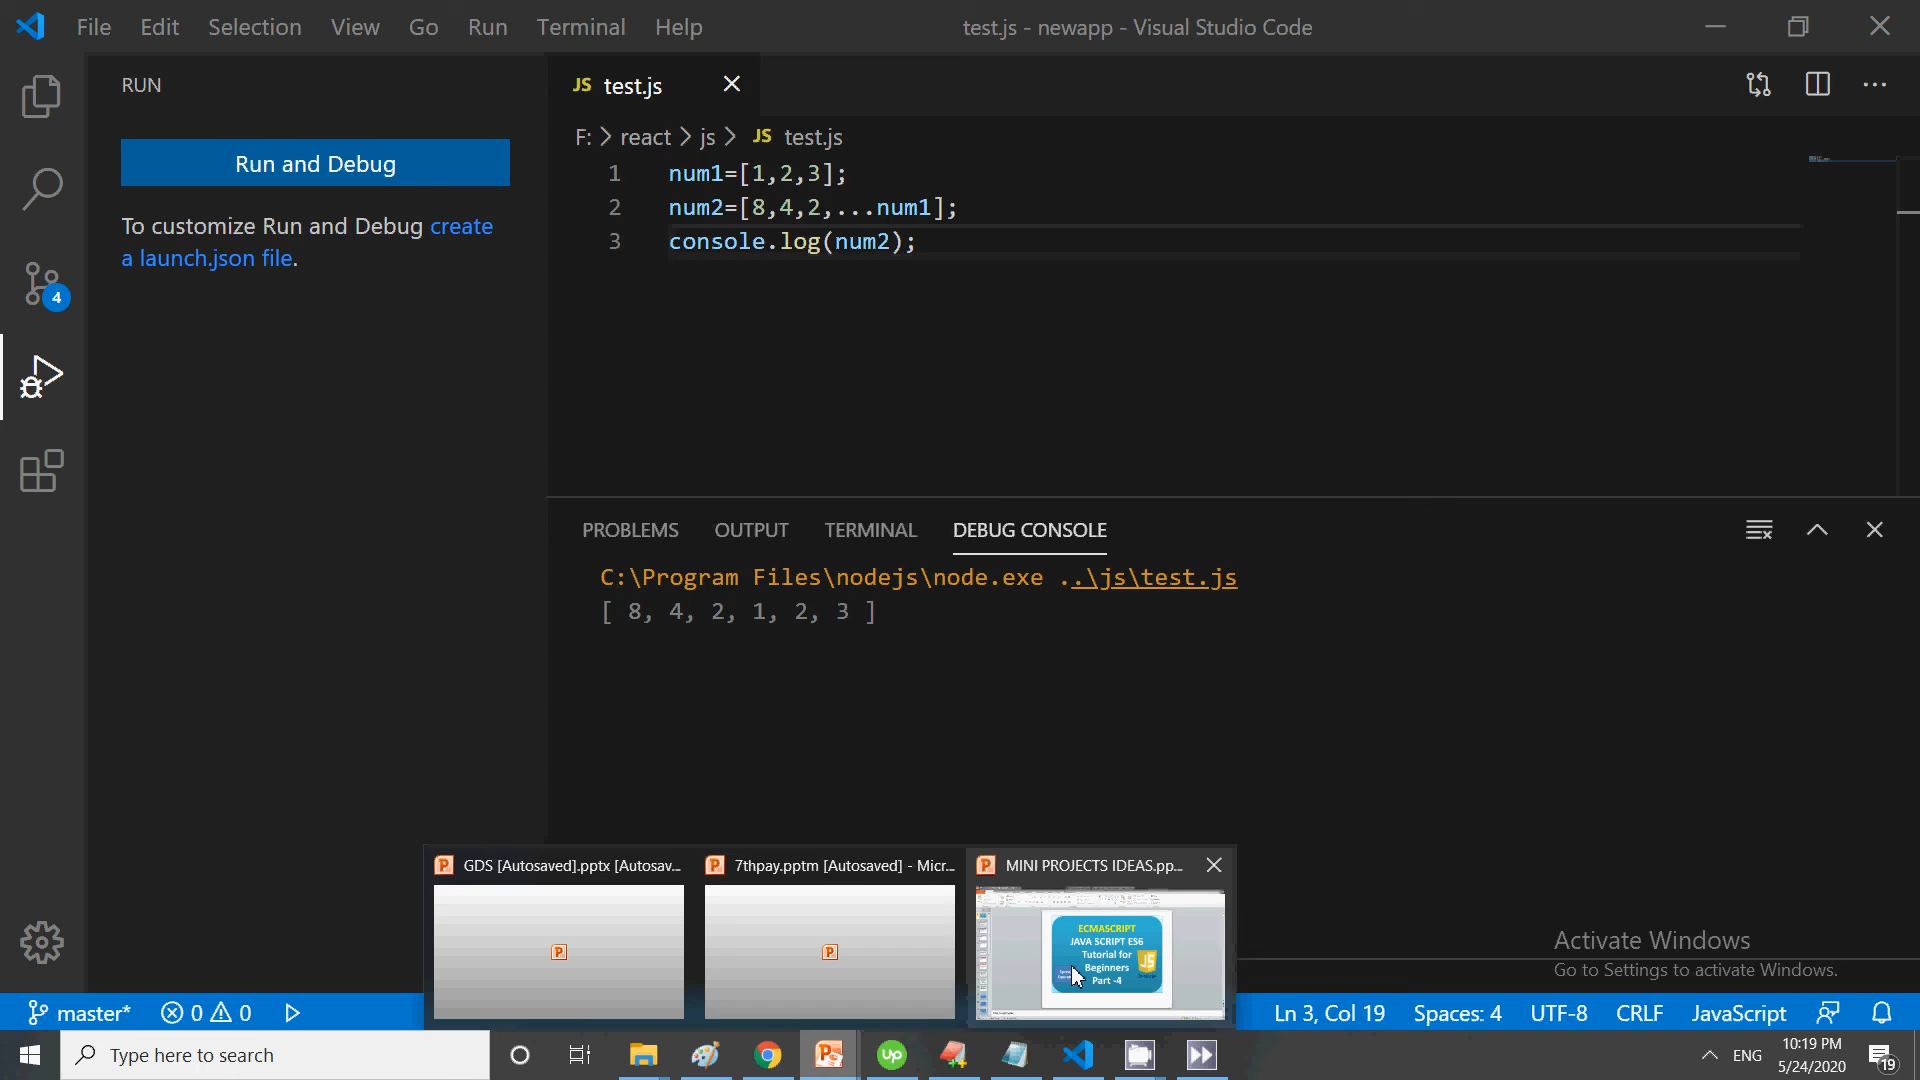 File Edit Selection View Go Run Terminal Help
test.js - newapp - Visual Studio Code
RUN
JS test.js
Run and Debug
To customize Run and Debug create
a launch.json file.
4
F: > react > js > JS test.js
1 num1=[1,2,3];
2 num2=[8,4,2,...num1];
3 console.log(num2);
PROBLEMS OUTPUT TERMINAL DEBUG CONSOLE
C:\Program Files\nodejs\node.exe ..\js\test.js
[ 8, 4, 2, 1, 2, 3 ]
GDS [Autosaved].pptx [Autosav...
7thpay.pptm [Autosaved] - Micr...
MINI PROJECTS IDEAS.pp...
ECMASCRIPT
JAVA SCRIPT ES6
Tutorial for
Beginners
Part -4
JS
Activate Windows
Go to Settings to activate Windows.
master* 0 0
Ln 3, Col 19 Spaces: 4 UTF-8 CRLF JavaScript
Type here to search
up
ENG
10:19 PM
5/24/2020
19